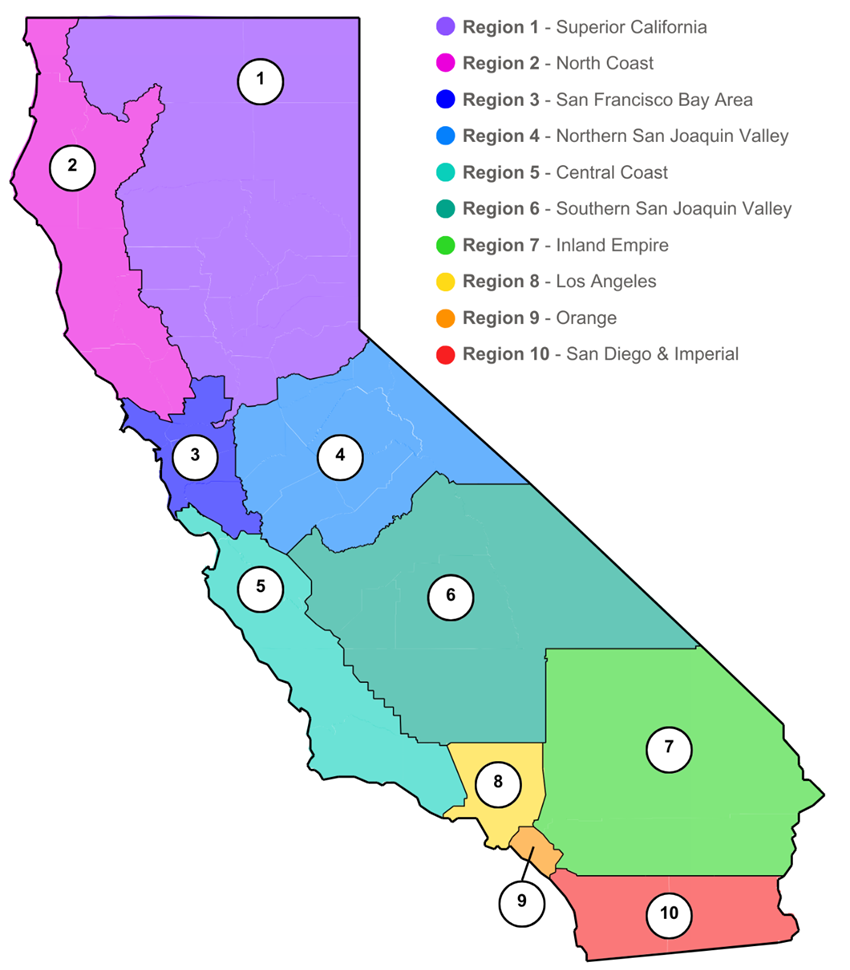 Region 1 - Superior California
Region 2 - North Coast
Region 3 - San Francisco Bay Area
Region 4 - Northern San Joaquin Valley
Region 5 - Central Coast
Region 6 - Southern San Joaquin Valley
Region 7 - Inland Empire
Region 8 - Los Angeles
Region 9 - Orange
Region 10 - San Diego & Imperial
1
2
3
4
5
6
7
8
9
10